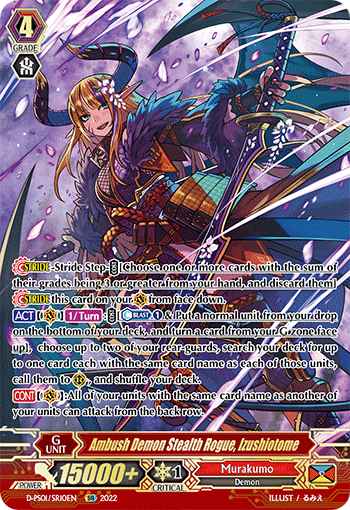 4
GRADE
STRIDE-Stride Step-[Choose one or more cards with the sum of
their grades being 3 or greater from your hand, and discard them]
STRIDE this card on your from face down.
ACT 1/Turn: BLAST 1 & Put a normal unit from your drop
on the bottom of your deck, and turn a card from your G zone face
up], choose up to two of your rear-guards, search your deck for up
to one card each with the same card name as each of those units,
call them to , and shuffle your deck.
CONT : All of your units with the same card name as another of
your units can attack from the back row.
G
UNIT
Ambush Demon Stealth Rogue, Izushiotome
POWER
15000+
1
CRITICAL
Murakumo
Demon
D-PS01/SR10EN SR 2022
ILLUST / るみえ